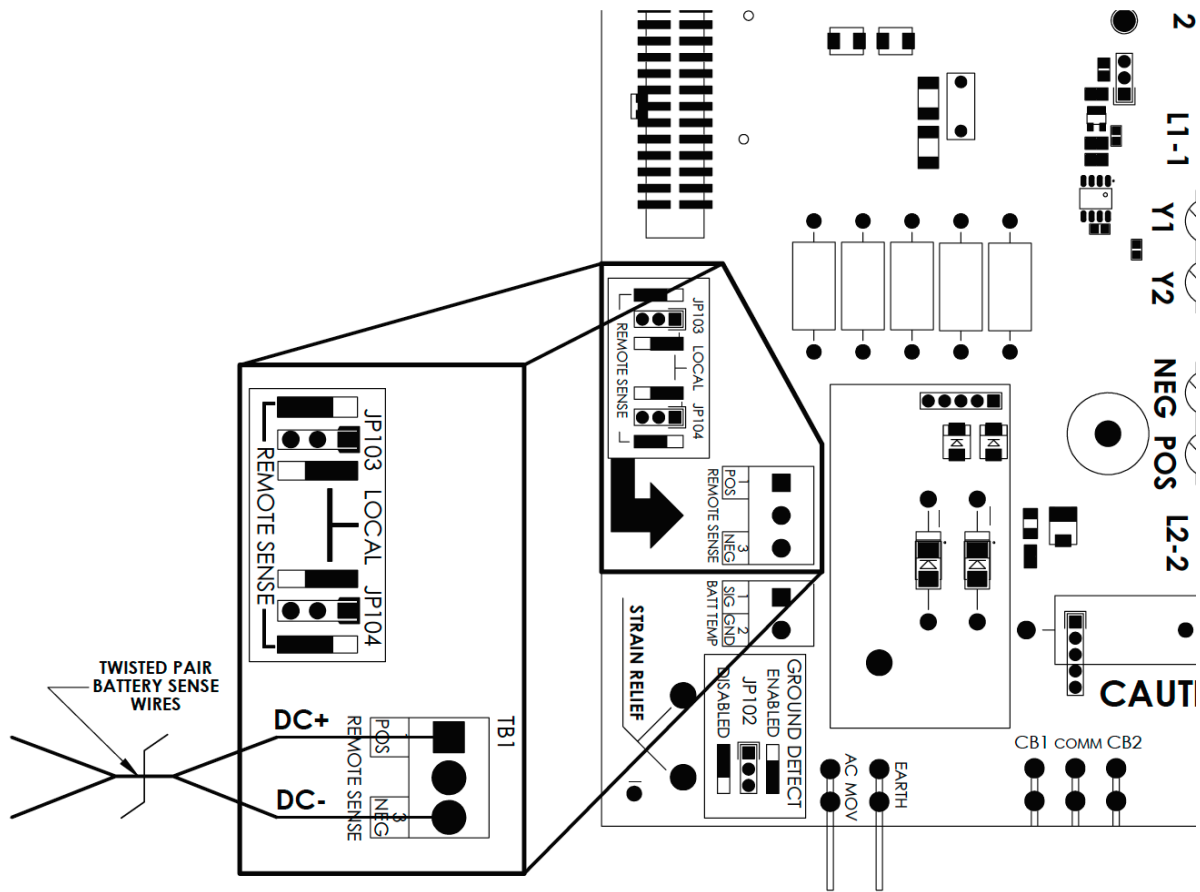 2
L1-1
Y1
Y2
NEG
POS
L2-2
JP103
LOCAL
JP104
REMOTE SENSE
JP103
LOCAL
JP104
REMOTE SENSE
1
POS
3
NEG
REMOTE SENSE
1
SIG
2
GND
BATT TEMP
STRAIN RELIEF
GROUND DETECT
ENABLED
JP102
DISABLED
TWISTED PAIR
BATTERY SENSE
WIRES
DC+
DC-
TB1
POS
3
NEG
REMOTE SENSE
AC MOV
EARTH
CB1 COMM CB2